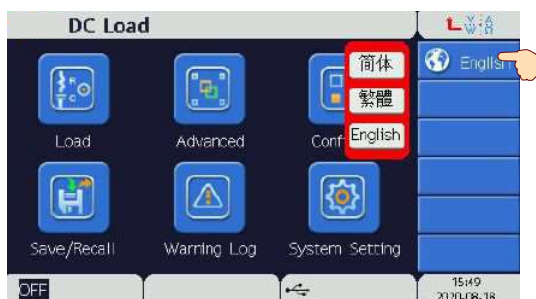 DC Load
简体
English
繁體
English
Load
Advanced
Conf
Save/Recall
Warning Log
System Setting
OFF
15:49
2020-08-18